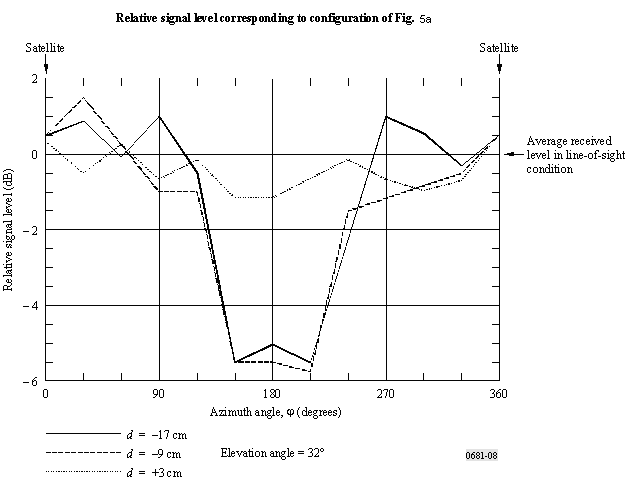 Relative signal level corresponding to configuration of Fig. 5a
Satellite
Satellite
2
0
–2
–4
–6
Relative signal level (dB)
Average received
level in line-of-sight
condition
0
90
180
270
360
Azimuth angle, φ (degrees)
d = –17 cm
d = –9 cm
d = +3 cm
Elevation angle = 32°
0681-08